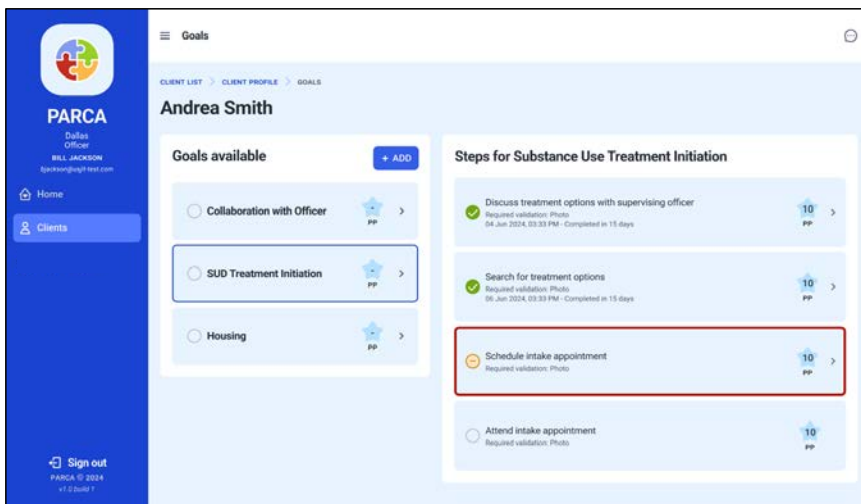 Goals
CLIENT LIST > CLIENT PROFILE > GOALS
Andrea Smith
PARCA
Dallas
Officer
BILL JACKSON
Home
Clients
Sign out
PARCA © 2024
v1.0 build 1
Goals available
+ ADD
Collaboration with Officer
-
PP
SUD Treatment Initiation
-
PP
Housing
-
PP
Steps for Substance Use Treatment Initiation
Discuss treatment options with supervising officer
Required validation: Photo
04 Jun 2024, 03:33 PM - Completed in 15 days
10
PP
Search for treatment options
Required validation: Photo
06 Jun 2024, 03:33 PM - Completed in 15 days
10
PP
Schedule intake appointment
Required validation: Photo
10
PP
Attend intake appointment
Required validation: Photo
10
PP